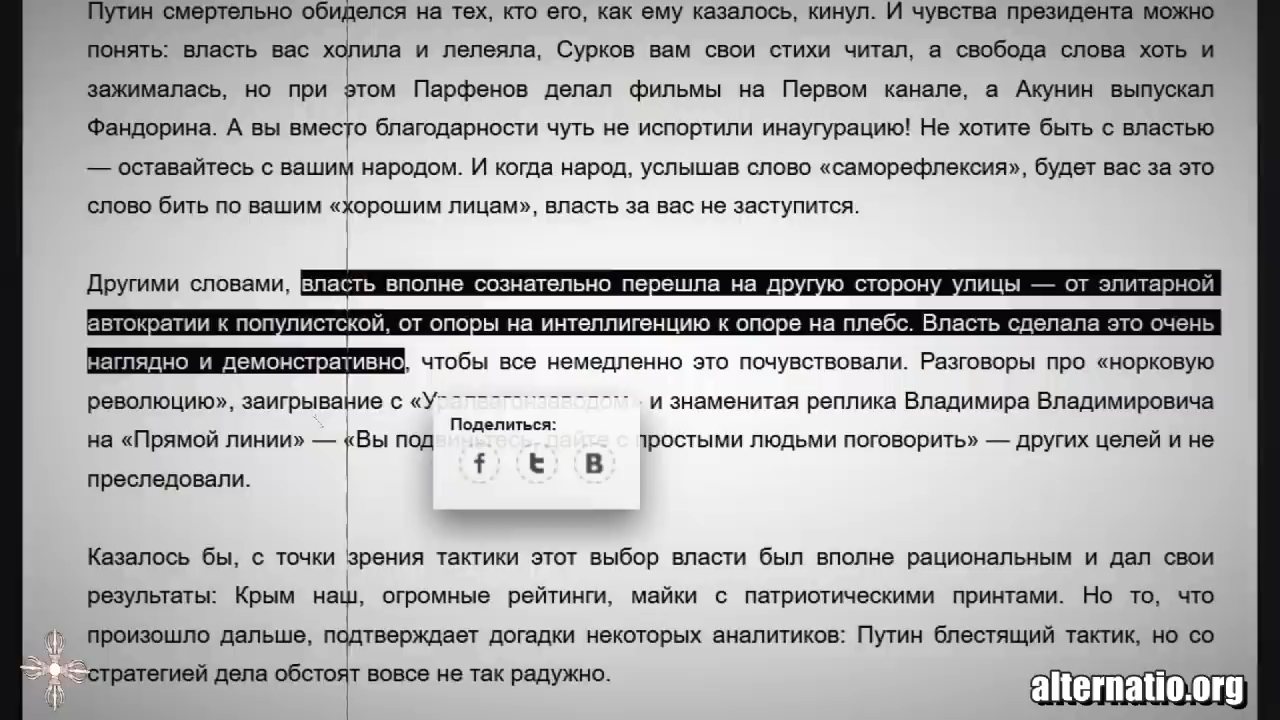 Путин смертельно обиделся на тех, кто его, как ему казалось, кинул. И чувства президента можно
понять: власть вас холила и лелеяла, Сурков вам свои стихи читал, а свобода слова хоть и
зажималась, но при этом Парфенов делал фильмы на Первом канале, а Акунин выпускал
Фандорина. А вы вместо благодарности чуть не испортили инаугурацию! Не хотите быть с властью
— оставайтесь с вашим народом. И когда народ, услышав слово «саморефлексия», будет вас за это
слово бить по вашим «хорошим лицам», власть за вас не заступится.
Другими словами, власть вполне сознательно перешла на другую сторону улицы — от элитарной
автократии к популистской, от опоры на интеллигенцию к опоре на плебс. Власть сделала это очень
наглядно и демонстративно, чтобы все немедленно это почувствовали. Разговоры про «норковую
революцию», заигрывание с «Уралвагонзаводом» и знаменитая реплика Владимира Владимировича
на «Прямой линии» — «Вы подвиньтесь, дайте с простыми людьми поговорить» — других целей и не
преследовали.
Поделиться:
f t B
Казалось бы, с точки зрения тактики этот выбор власти был вполне рациональным и дал свои
результаты: Крым наш, огромные рейтинги, майки с патриотическими принтами. Но то, что
произошло дальше, подтверждает догадки некоторых аналитиков: Путин блестящий тактик, но со
стратегией дела обстоят вовсе не так радужно.
alternatio.org